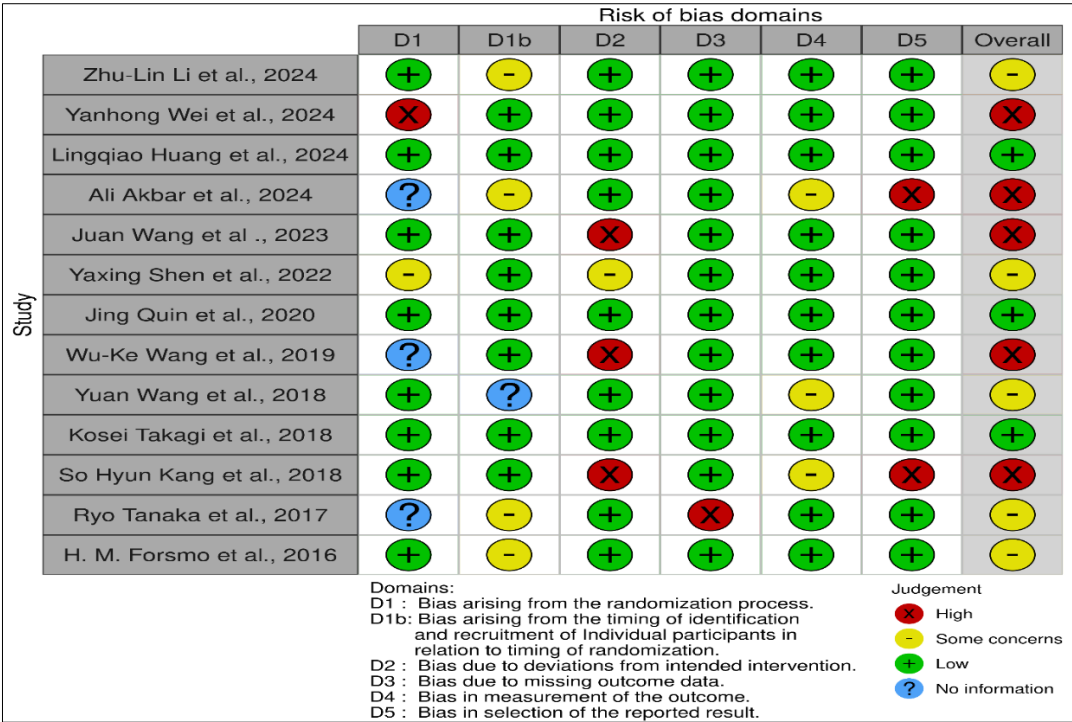 Risk of bias domains
D1 D1b D2 D3 D4 D5 Overall
Study
Zhu-Lin Li et al., 2024 + - + + + + -
Yanhong Wei et al., 2024 X + + + + + X
Lingqiao Huang et al., 2024 + + + + + + +
Ali Akbar et al., 2024 ? - + + - X X
Juan Wang et al ., 2023 + + X + + + X
Yaxing Shen et al., 2022 - + - + + + -
Jing Quin et al., 2020 + + + + + + +
Wu-Ke Wang et al., 2019 ? + X + + + X
Yuan Wang et al., 2018 + ? + + - + -
Kosei Takagi et al., 2018 + + + + + + +
So Hyun Kang et al., 2018 + + X + - X X
Ryo Tanaka et al., 2017 ? - + X + + -
H. M. Forsmo et al., 2016 + - + + + + -
Domains:
D1 : Bias arising from the randomization process.
D1b: Bias arising from the timing of identification
and recruitment of Individual participants in
relation to timing of randomization.
D2 : Bias due to deviations from intended intervention.
D3 : Bias due to missing outcome data.
D4 : Bias in measurement of the outcome.
D5 : Bias in selection of the reported result.
Judgement
X High
- Some concerns
+ Low
? No information